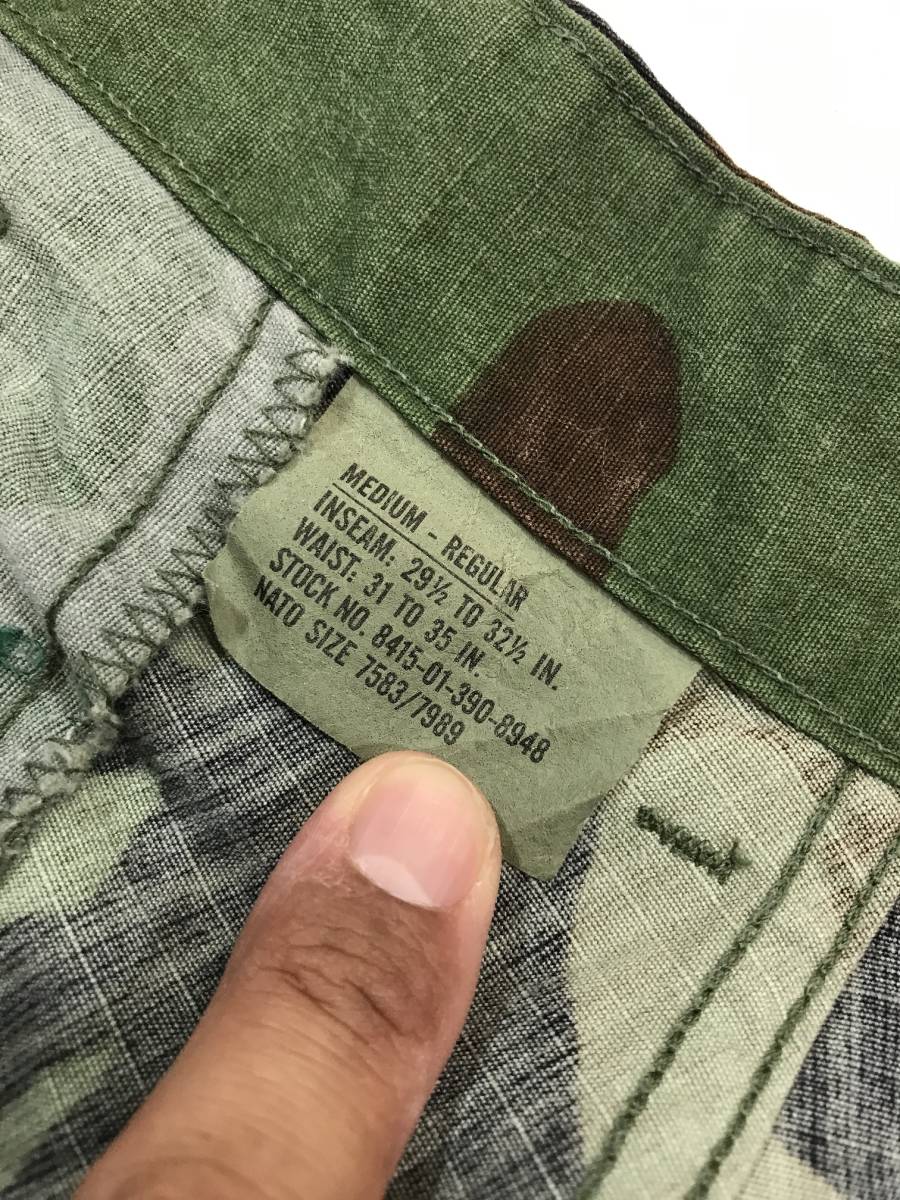 MEDIUM - REGULAR
INSEAM: 29½ TO 32½ IN.
WAIST: 31 TO 35 IN.
STOCK NO. 8415-01-390-8948
NATO SIZE 7583/7989